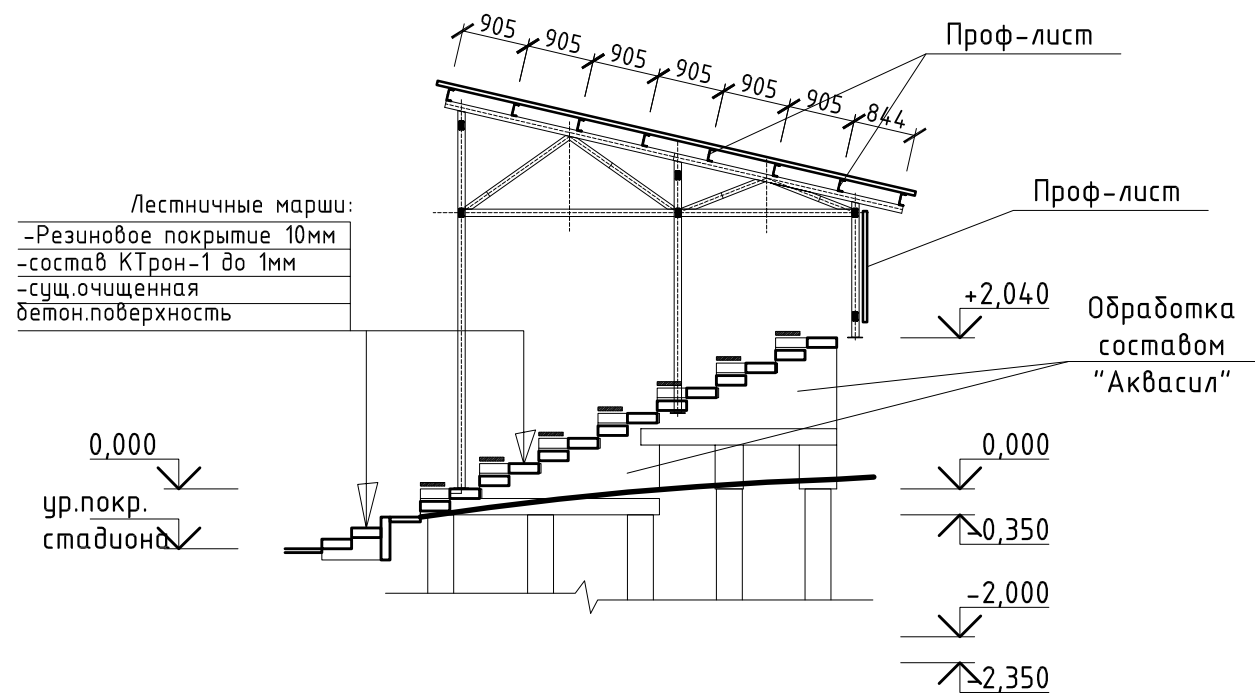 905
905
905
905
905
905
844
Проф-лист
Проф-лист
Лестничные марши:
-Резиновое покрытие 10мм
-состав КТрон-1 до 1мм
-сущ.очищенная
бетон.поверхность
+2,040
Обработка
составом
"Аквасил"
0,000
ур.покр.
стадиона
0,000
-0,350
-2,000
-2,350